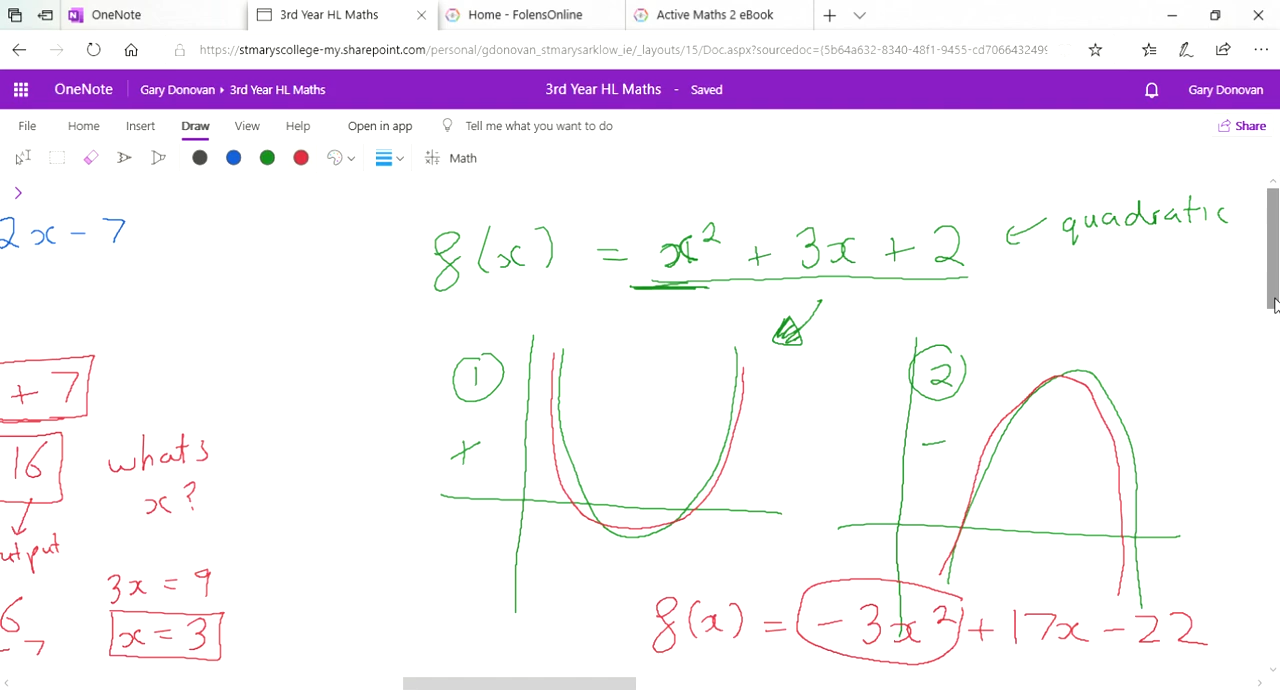 OneNote
3rd Year HL Maths
Home - FolensOnline
Active Maths 2 eBook
https://stmaryscollege-my.sharepoint.com/personal/gdonovan_stmarysarklow_ie/_layouts/15/Doc.aspx?sourcedoc={5b64a632-8340-48f1-9455-cd7066432499
OneNote
Gary Donovan › 3rd Year HL Maths
3rd Year HL Maths - Saved
Gary Donovan
File Home Insert Draw View Help Open in app Tell me what you want to do Share
Math
2x - 7
f(x) = x² + 3x + 2
quadratic
+ 7
16
what's
x?
3x = 9
x = 3
6
-7
1
+
2
-
f(x) = -3x² + 17x - 22